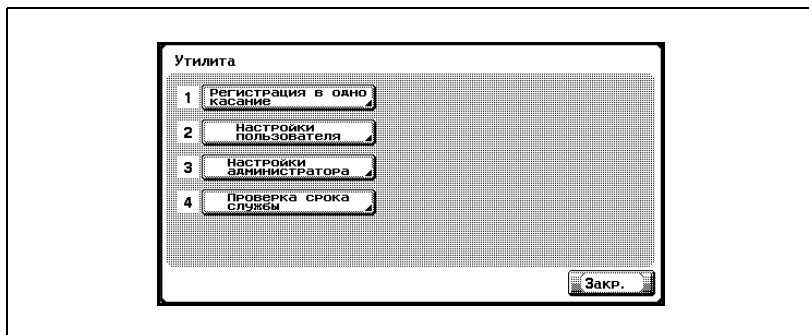 Утилита
1 Регистрация в одно
касание
2 Настройки
пользователя
3 Настройки
администратора
4 Проверка срока
службы
Закр.